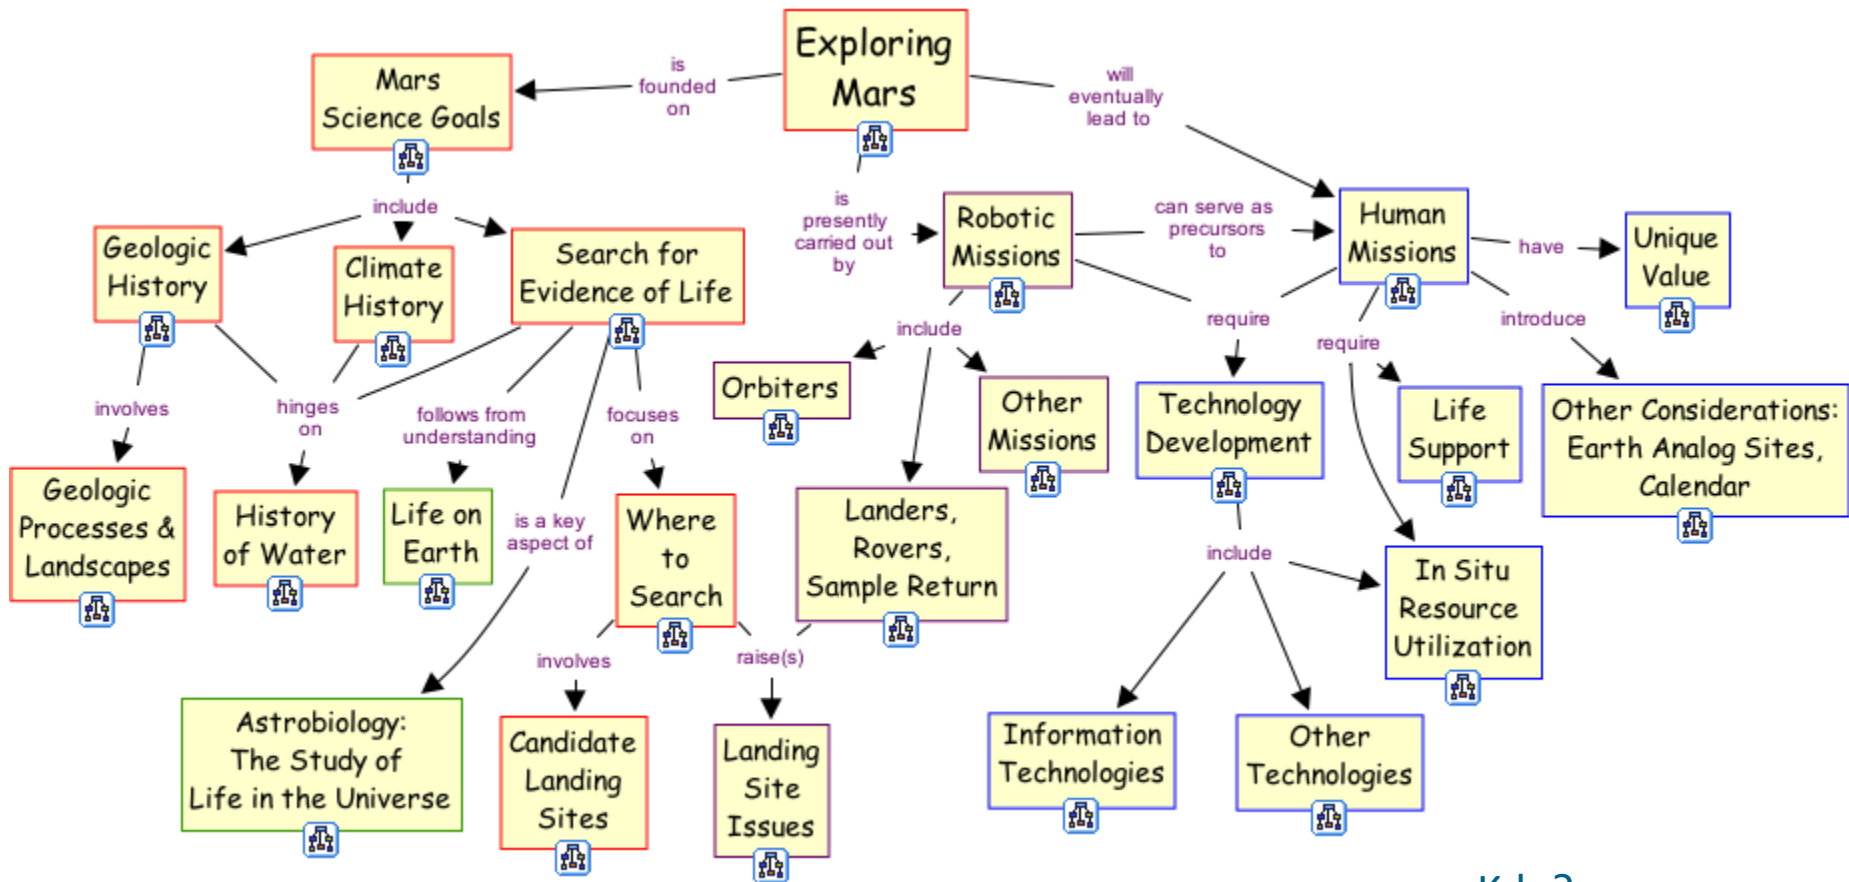 Exploring
Mars
is
founded
on
Mars
Science Goals
will
eventually
lead to
is
presently
carried out
by
include
Geologic
History
Climate
History
Search for
Evidence of Life
Robotic
Missions
can serve as
precursors
to
Human
Missions
have
Unique
Value
include
require
require
introduce
involves
hinges
on
follows from
understanding
focuses
on
Orbiters
Other
Missions
Technology
Development
Life
Support
Other Considerations:
Earth Analog Sites,
Calendar
Geologic
Processes &
Landscapes
History
of Water
Life on
Earth
is a key
aspect of
Where
to
Search
Landers,
Rovers,
Sample Return
include
In Situ
Resource
Utilization
involves
raise(s)
Astrobiology:
The Study of
Life in the Universe
Candidate
Landing
Sites
Landing
Site
Issues
Information
Technologies
Other
Technologies